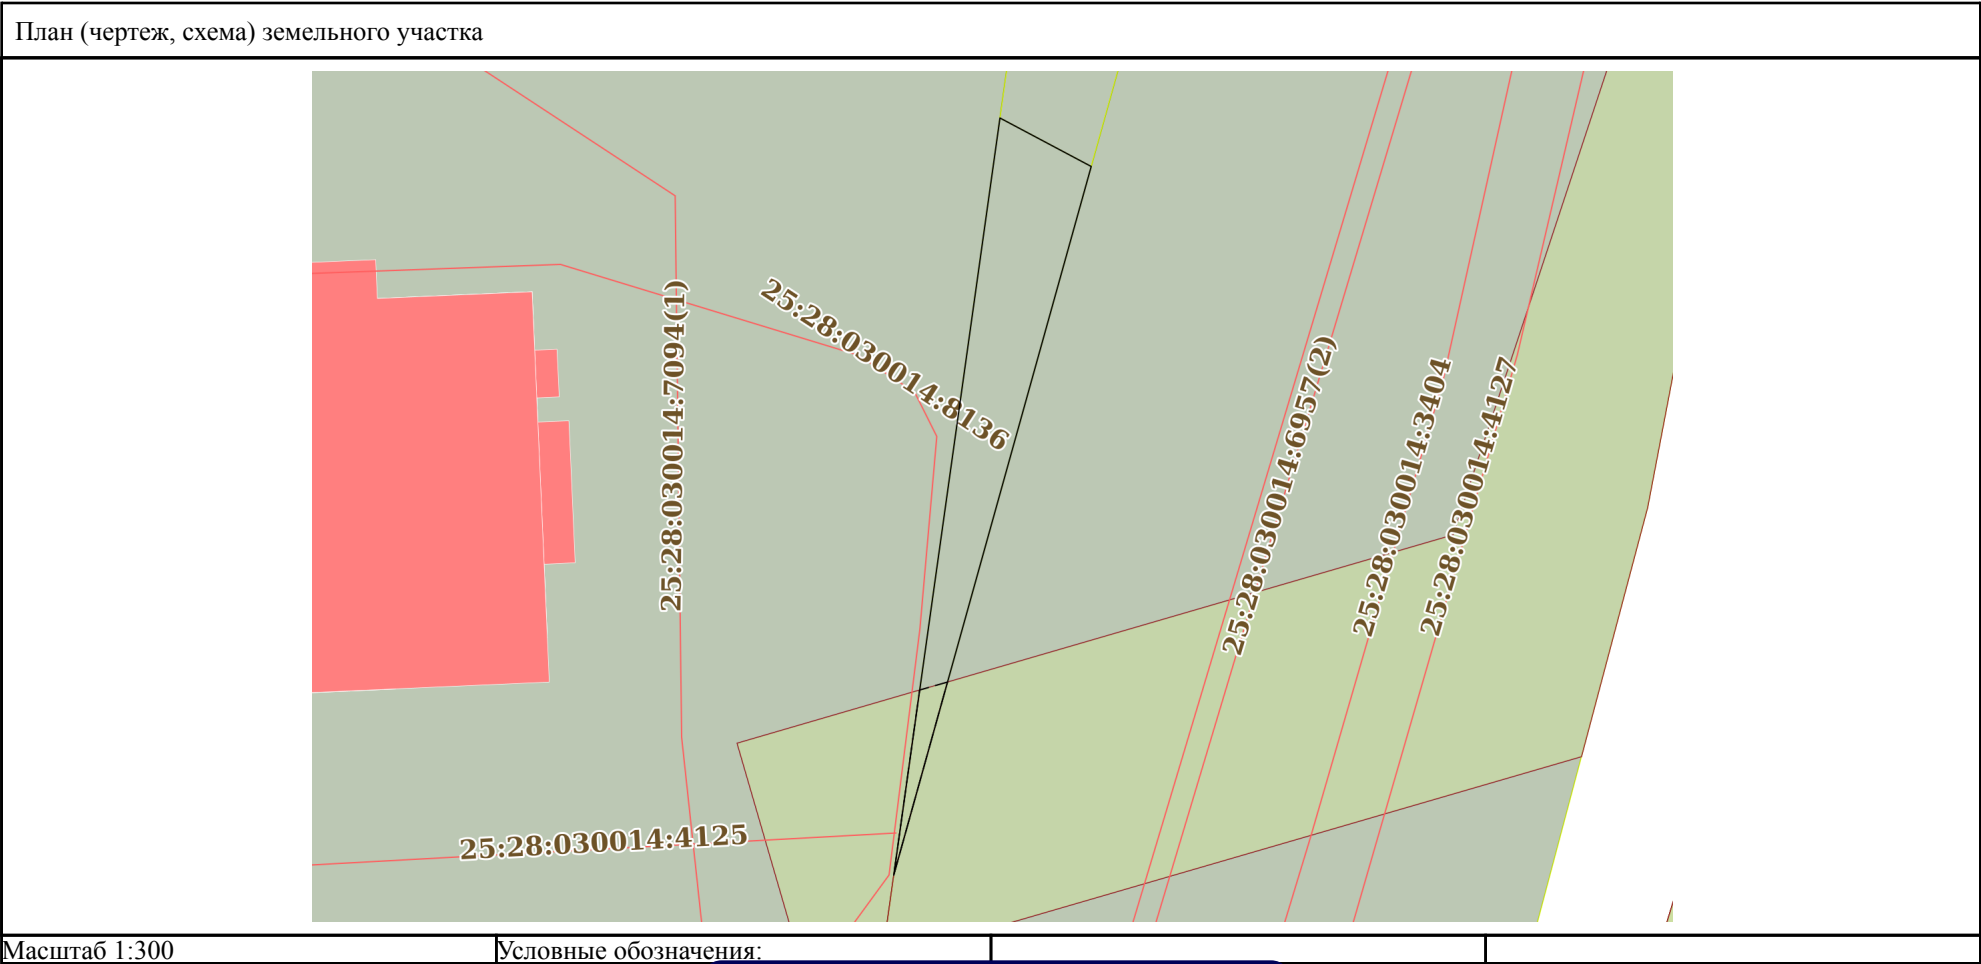 План (чертеж, схема) земельного участка
25:28:030014:7094(1)
25:28:030014:8136
25:28:030014:6957(2)
25:28:030014:3404
25:28:030014:4127
25:28:030014:4125
Масштаб 1:300
Условные обозначения: